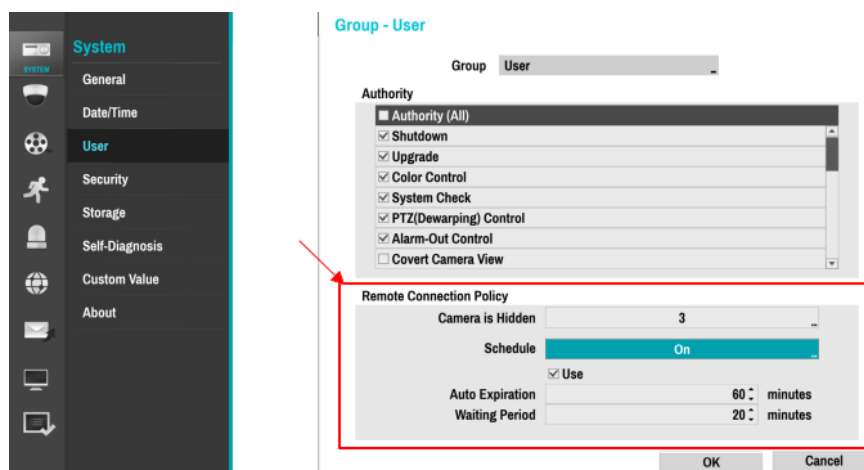 Group - User
SYSTEM
System
General
Date/Time
User
Security
Storage
Self-Diagnosis
Custom Value
About
Group User
Authority
Authority (All)
Shutdown
Upgrade
Color Control
System Check
PTZ(Dewarping) Control
Alarm-Out Control
Covert Camera View
Remote Connection Policy
Camera is Hidden 3
Schedule On
Use
Auto Expiration 60 minutes
Waiting Period 20 minutes
OK Cancel